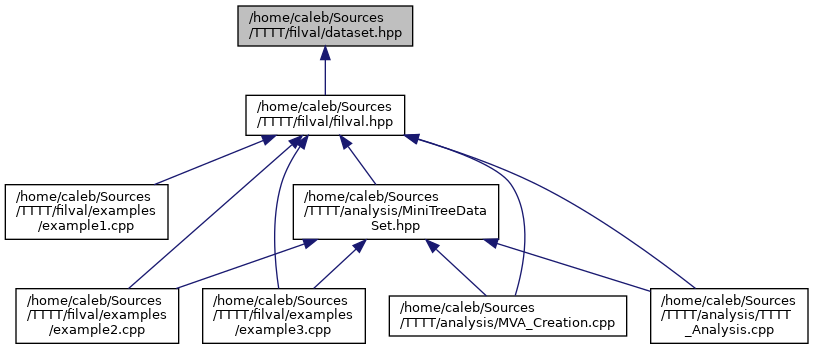 /home/caleb/Sources
/TTTT/filval/dataset.hpp
/home/caleb/Sources
/TTTT/filval/filval.hpp
/home/caleb/Sources
/TTTT/filval/examples
/example1.cpp
/home/caleb/Sources
/TTTT/analysis/MiniTreeData
Set.hpp
/home/caleb/Sources
/TTTT/filval/examples
/example2.cpp
/home/caleb/Sources
/TTTT/filval/examples
/example3.cpp
/home/caleb/Sources
/TTTT/analysis/MVA_Creation.cpp
/home/caleb/Sources
/TTTT/analysis/TTTT
_Analysis.cpp